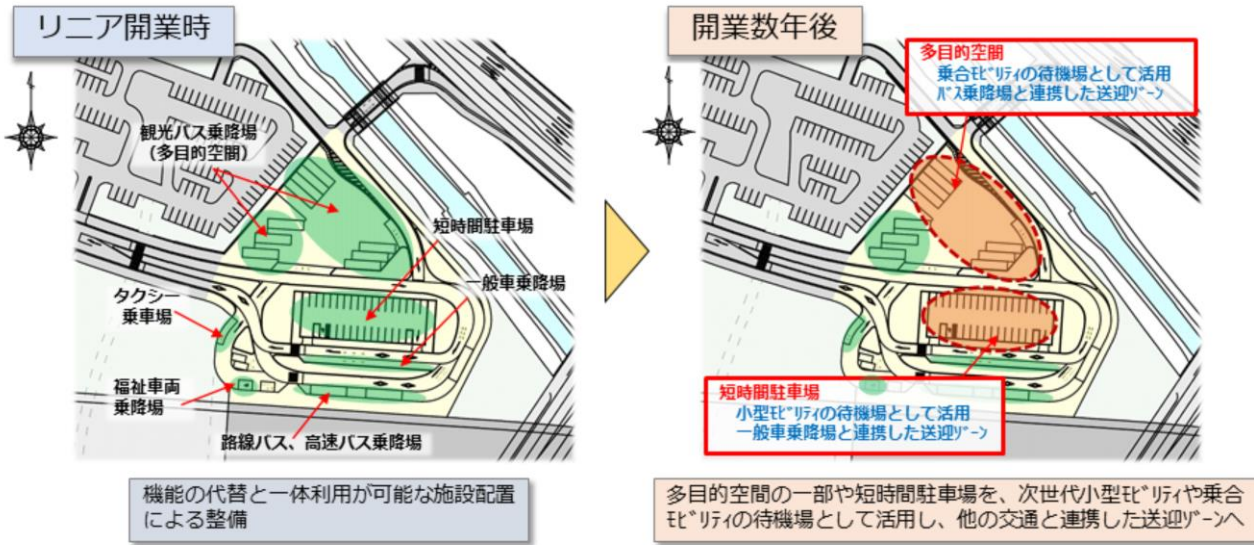 リニア開業時
観光バス乗降場
(多目的空間)
短時間駐車場
一般車乗降場
タクシー
乗車場
福祉車両
乗降場
路線バス、高速バス乗降場
機能の代替と一体利用が可能な施設配置
による整備
開業数年後
多目的空間
乗合ﾓﾋﾞﾘﾃｨの待機場として活用
ﾊﾞｽ乗降場と連携した送迎ｿﾞｰﾝ
短時間駐車場
小型ﾓﾋﾞﾘﾃｨの待機場として活用
一般車乗降場と連携した送迎ｿﾞｰﾝ
多目的空間の一部や短時間駐車場を、次世代小型ﾓﾋﾞﾘﾃｨや乗合
ﾓﾋﾞﾘﾃｨの待機場として活用し、他の交通と連携した送迎ｿﾞｰﾝへ